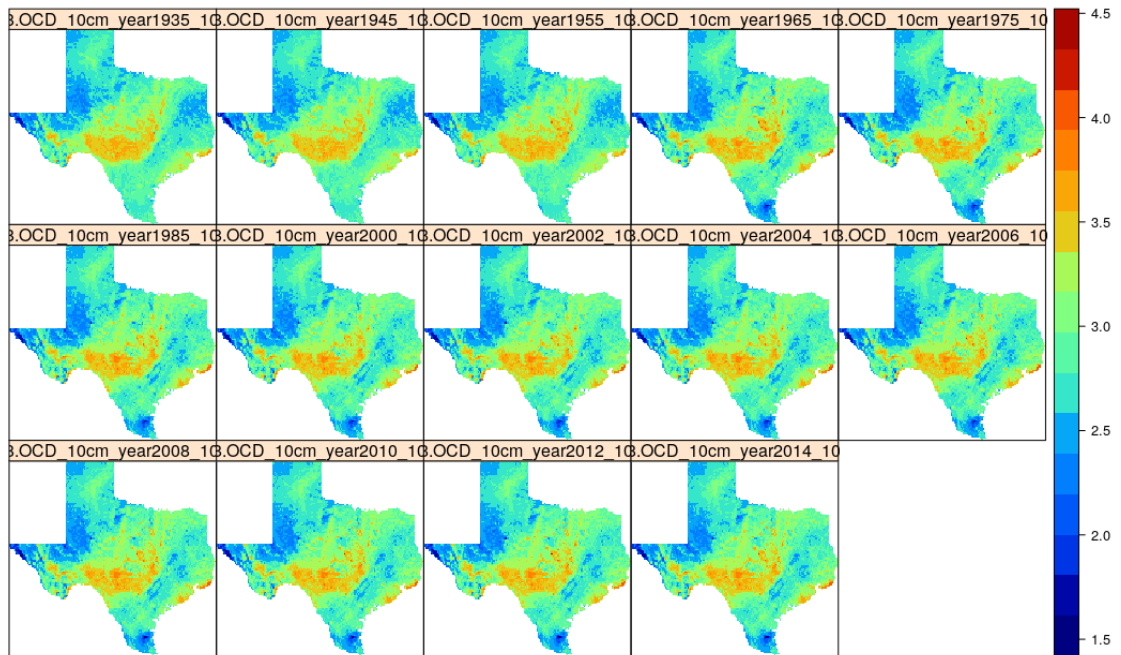 3.OCD_10cm_year1935_10
3.OCD_10cm_year1945_10
3.OCD_10cm_year1955_10
3.OCD_10cm_year1965_10
3.OCD_10cm_year1975_10
3.OCD_10cm_year1985_10
3.OCD_10cm_year2000_10
3.OCD_10cm_year2002_10
3.OCD_10cm_year2004_10
3.OCD_10cm_year2006_10
3.OCD_10cm_year2008_10
3.OCD_10cm_year2010_10
3.OCD_10cm_year2012_10
3.OCD_10cm_year2014_10
4.5
4.0
3.5
3.0
2.5
2.0
1.5